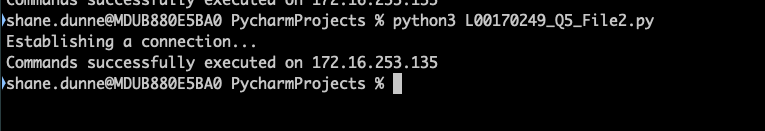 Commands successfully executed on 172.16.253.135
shane.dunne@MDUB880E5BA0 PycharmProjects % python3 L00170249_Q5_File2.py
Establishing a connection...
Commands successfully executed on 172.16.253.135
shane.dunne@MDUB880E5BA0 PycharmProjects %